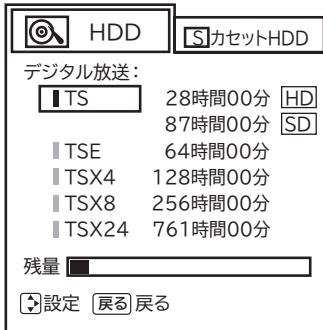 HDD SカセットHDD
デジタル放送：
TS 28時間00分 HD
87時間00分 SD
TSE 64時間00分
TSX4 128時間00分
TSX8 256時間00分
TSX24 761時間00分
残量
設定 戻る 戻る